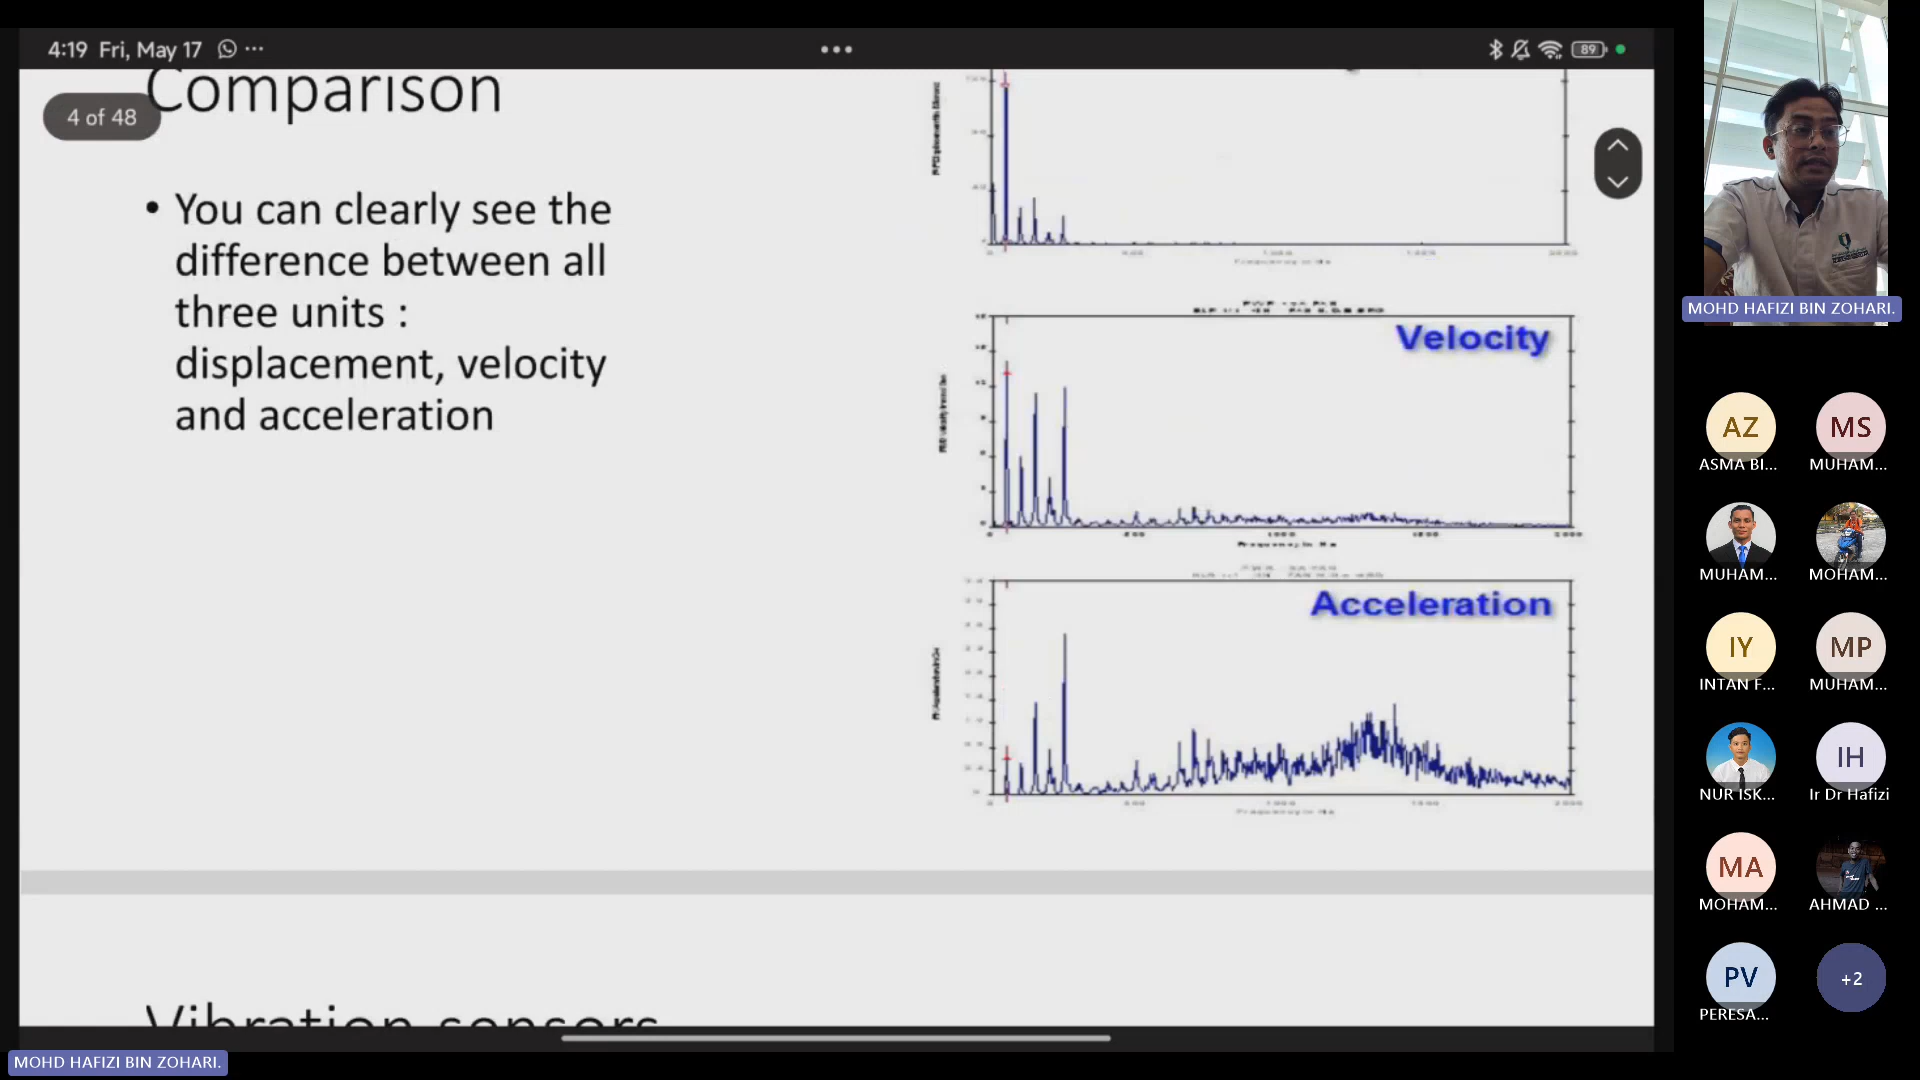 4:19 Fri, May 17
89
Comparison
4 of 48
• You can clearly see the
difference between all
three units :
displacement, velocity
and acceleration
Velocity
Acceleration
Vibration sensors
MOHD HAFIZI BIN ZOHARI.
AZ
ASMA BI...
MS
MUHAM...
MUHAM...
MOHAM...
IY
INTAN F...
MP
MUHAM...
NUR ISK...
IH
Ir Dr Hafizi
MA
MOHAM...
AHMAD ...
PV
PERESA...
+2
MOHD HAFIZI BIN ZOHARI.